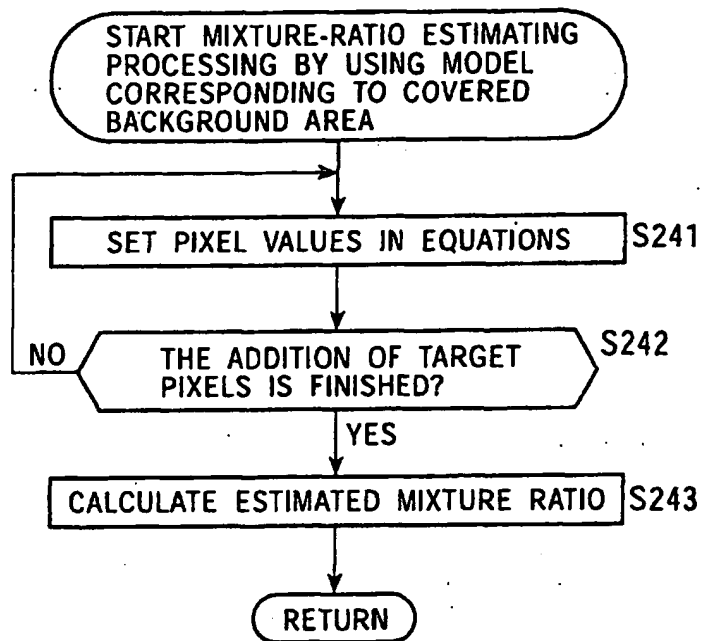 START MIXTURE-RATIO ESTIMATING
PROCESSING BY USING MODEL
CORRESPONDING TO COVERED
BACKGROUND AREA
SET PIXEL VALUES IN EQUATIONS
S241
THE ADDITION OF TARGET
PIXELS IS FINISHED?
S242
NO
YES
CALCULATE ESTIMATED MIXTURE RATIO
S243
RETURN